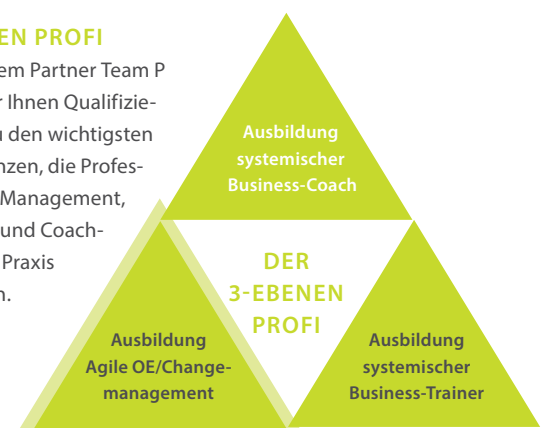 EN PROFI
em Partner Team P
r Ihnen Qualifizie-
u den wichtigsten
nzen, die Profes-
Management,
und Coach-
Praxis
n.
Ausbildung
systemischer
Business-Coach
DER
3-EBENEN
PROFI
Ausbildung
Agile OE/Change-
management
Ausbildung
systemischer
Business-Trainer